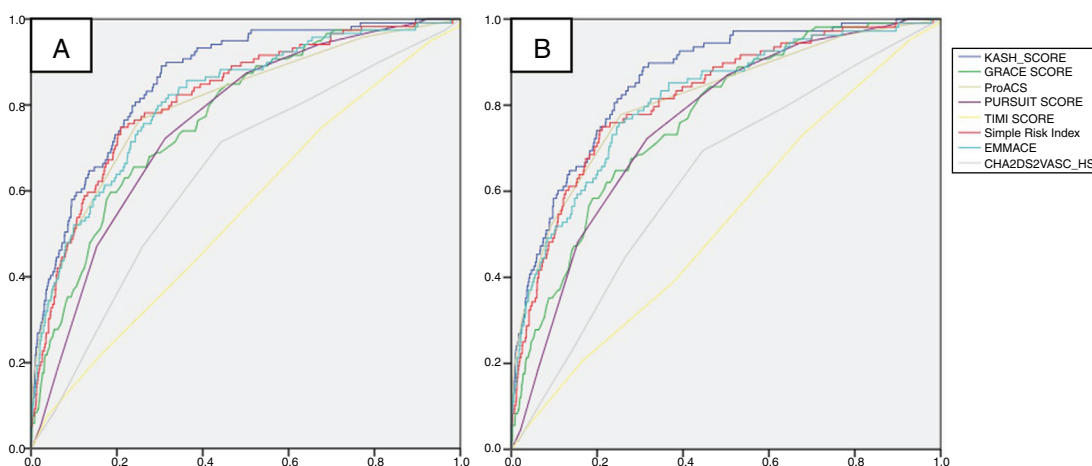 A
1.0
0.8
0.6
0.4
0.2
0.0
0.0 0.2 0.4 0.6 0.8 1.0
B
1.0
0.8
0.6
0.4
0.2
0.0
0.0 0.2 0.4 0.6 0.8 1.0
KASH_SCORE
GRACE SCORE
ProACS
PURSUIT SCORE
TIMI SCORE
Simple Risk Index
EMMACE
CHA2DS2VASC_HS